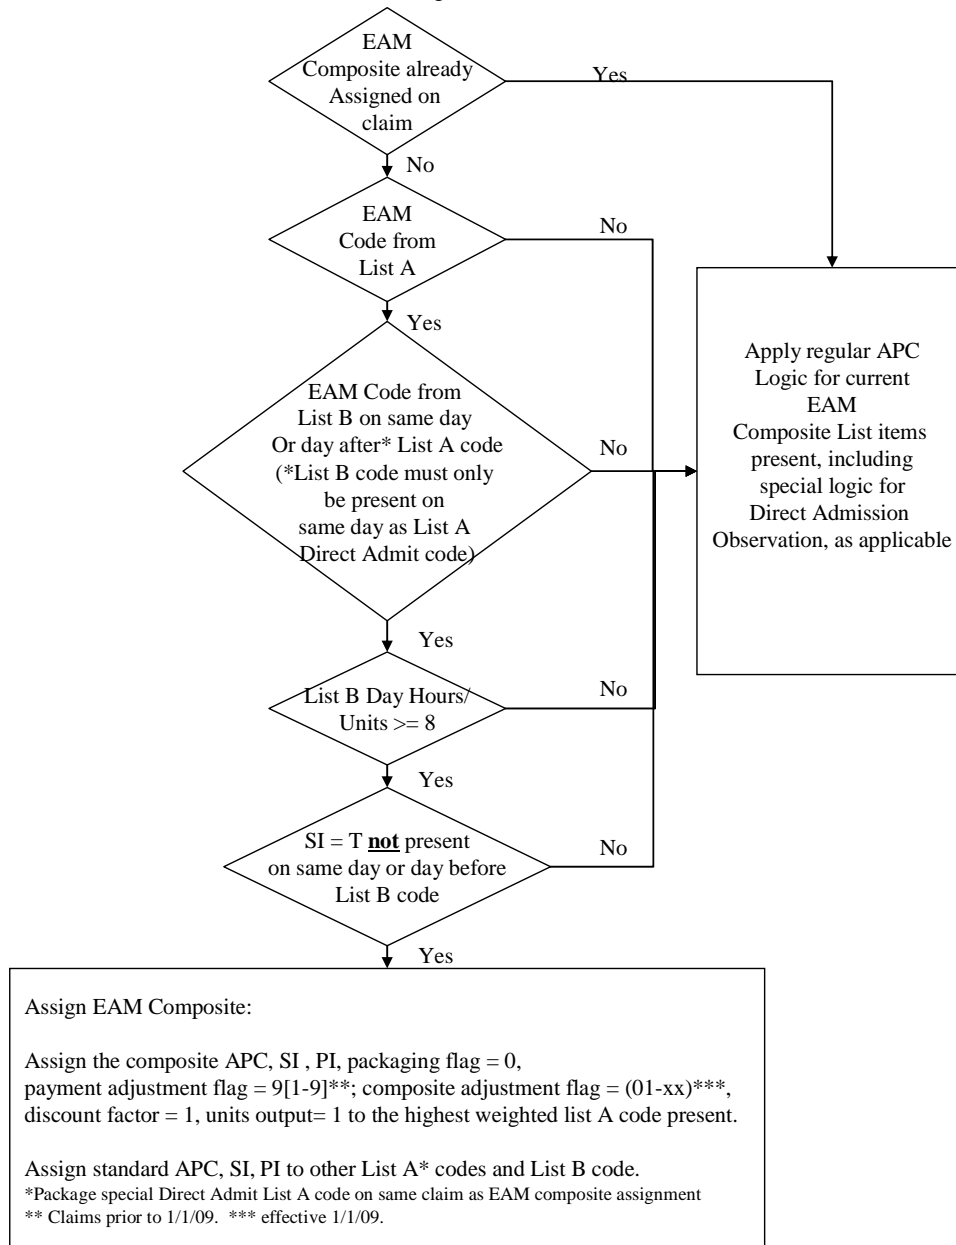 EAM
Composite already
Assigned on
claim
Yes
No
EAM
Code from
List A
No
Yes
EAM Code from
List B on same day
Or day after* List A code
(*List B code must only
be present on
same day as List A
Direct Admit code)
No
Apply regular APC
Logic for current
EAM
Composite List items
present, including
special logic for
Direct Admission
Observation, as applicable
Yes
List B Day Hours/
Units >= 8
No
Yes
SI = T not present
on same day or day before
List B code
No
Yes
Assign EAM Composite:
Assign the composite APC, SI , PI, packaging flag = 0,
payment adjustment flag = 9[1-9]**; composite adjustment flag = (01-xx)***,
discount factor = 1, units output= 1 to the highest weighted list A code present.
Assign standard APC, SI, PI to other List A* codes and List B code.
*Package special Direct Admit List A code on same claim as EAM composite assignment
** Claims prior to 1/1/09.  *** effective 1/1/09.